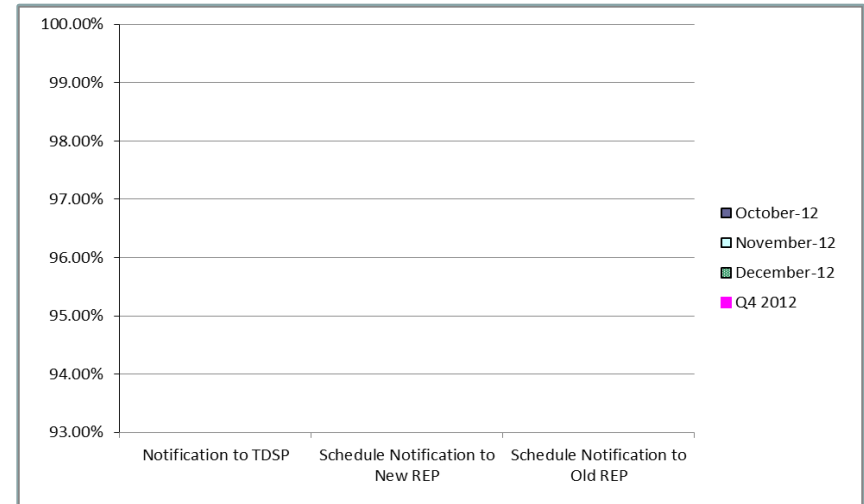 100.00%
99.00%
98.00%
97.00%
96.00%
95.00%
94.00%
93.00%
Notification to TDSP
Schedule Notification to
New REP
Schedule Notification to
Old REP
October-12
November-12
December-12
Q4 2012